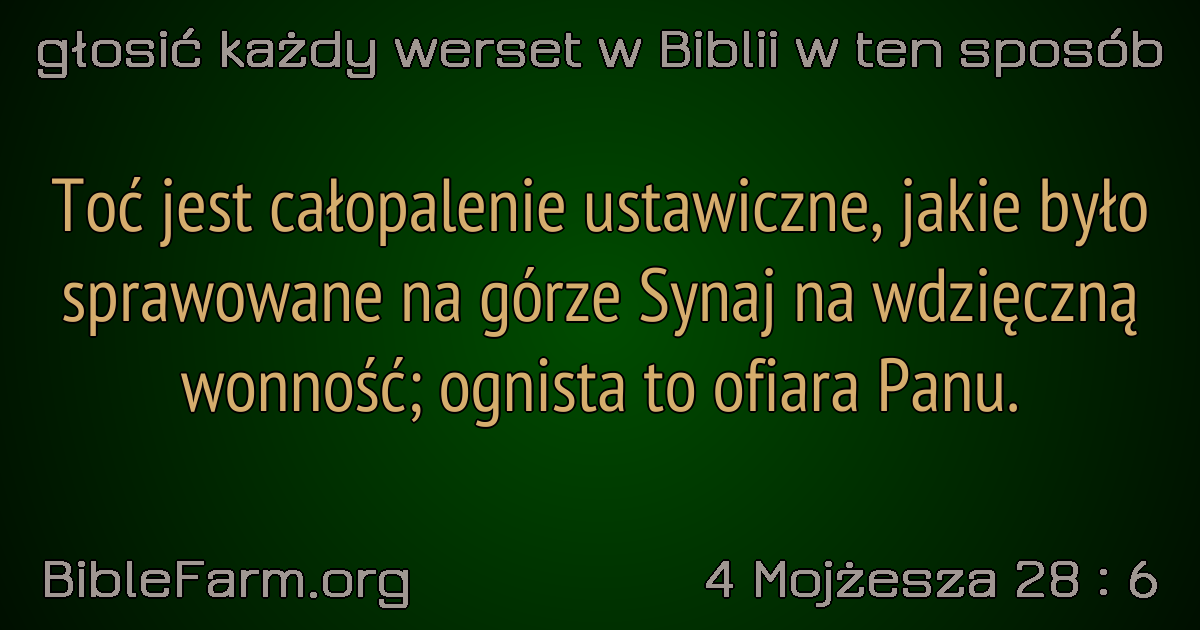 głosić każdy werset w Biblii w ten sposób
Toć jest całopalenie ustawiczne, jakie było
sprawowane na górze Synaj na wdzięczną
wonność; ognista to ofiara Panu.
BibleFarm.org
4 Mojżesza 28 : 6